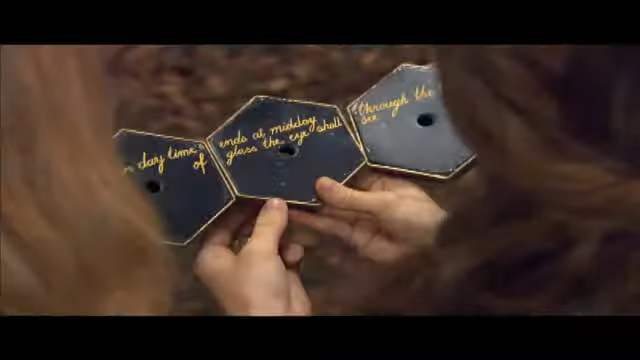 day time's ends at midday through the
of glass the eye shall see